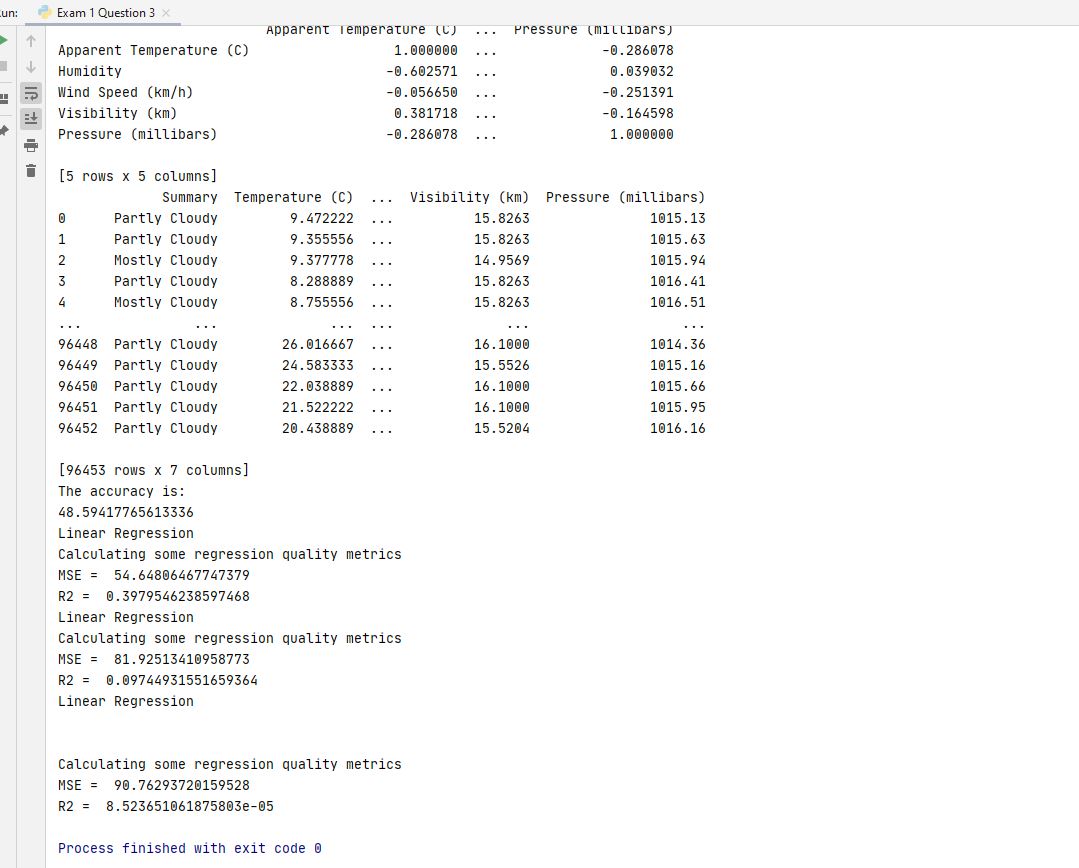 un: Exam 1 Question 3 ×
Apparent Temperature (C) ... Pressure (millibars)
Apparent Temperature (C) 1.000000 ... -0.286078
Humidity -0.602571 ... 0.039032
Wind Speed (km/h) -0.056650 ... -0.251391
Visibility (km) 0.381718 ... -0.164598
Pressure (millibars) -0.286078 ... 1.000000
[5 rows x 5 columns]
Summary Temperature (C) ... Visibility (km) Pressure (millibars)
0 Partly Cloudy 9.472222 ... 15.8263 1015.13
1 Partly Cloudy 9.355556 ... 15.8263 1015.63
2 Mostly Cloudy 9.377778 ... 14.9569 1015.94
3 Partly Cloudy 8.288889 ... 15.8263 1016.41
4 Mostly Cloudy 8.755556 ... 15.8263 1016.51
... ... ... ... ... ...
96448 Partly Cloudy 26.016667 ... 16.1000 1014.36
96449 Partly Cloudy 24.583333 ... 15.5526 1015.16
96450 Partly Cloudy 22.038889 ... 16.1000 1015.66
96451 Partly Cloudy 21.522222 ... 16.1000 1015.95
96452 Partly Cloudy 20.438889 ... 15.5204 1016.16
[96453 rows x 7 columns]
The accuracy is:
48.59417765613336
Linear Regression
Calculating some regression quality metrics
MSE =  54.64806467747379
R2 =  0.3979546238597468
Linear Regression
Calculating some regression quality metrics
MSE =  81.92513410958773
R2 =  0.09744931551659364
Linear Regression
Calculating some regression quality metrics
MSE =  90.76293720159528
R2 =  8.523651061875803e-05
Process finished with exit code 0